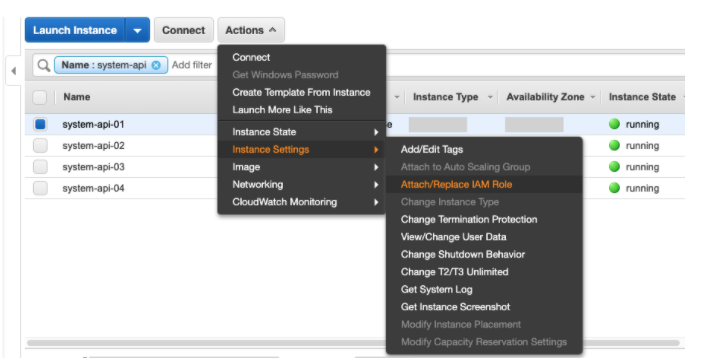 Launch Instance
Connect
Actions
Name : system-api
Add filter
Name
Instance Type
Availability Zone
Instance State
system-api-01
running
system-api-02
running
system-api-03
running
system-api-04
running
Connect
Get Windows Password
Create Template From Instance
Launch More Like This
Instance State
Instance Settings
Image
Networking
CloudWatch Monitoring
Add/Edit Tags
Attach to Auto Scaling Group
Attach/Replace IAM Role
Change Instance Type
Change Termination Protection
View/Change User Data
Change Shutdown Behavior
Change T2/T3 Unlimited
Get System Log
Get Instance Screenshot
Modify Instance Placement
Modify Capacity Reservation Settings